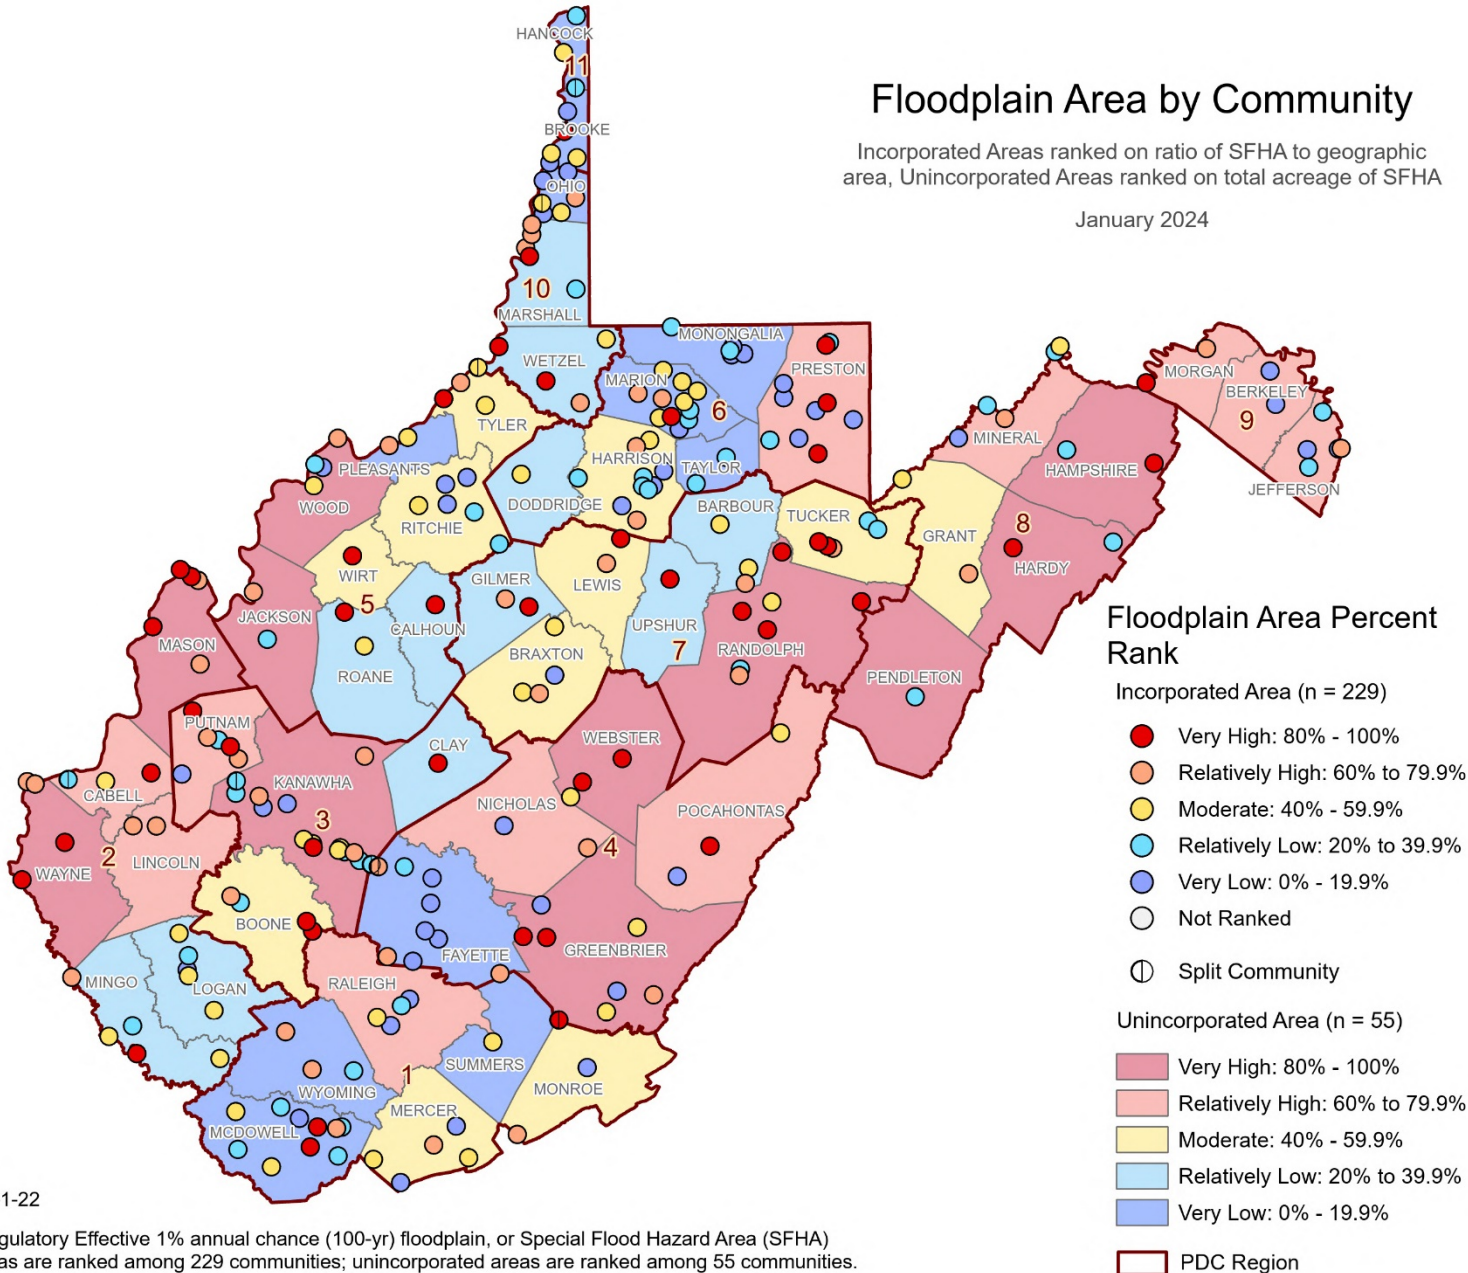 Floodplain Area by Community
Incorporated Areas ranked on ratio of SFHA to geographic
area, Unincorporated Areas ranked on total acreage of SFHA
January 2024
HANCOCK
11
BROOKE
OHIO
10
MARSHALL
WETZEL
MONONGALIA
MARION
6
PRESTON
TYLER
PLEASANTS
HARRISON
TAYLOR
MORGAN
BERKELEY
9
JEFFERSON
MINERAL
HAMPSHIRE
WOOD
RITCHIE
DODDRIDGE
BARBOUR
TUCKER
GRANT
8
HARDY
WIRT
5
GILMER
LEWIS
JACKSON
CALHOUN
UPSHUR
7
RANDOLPH
MASON
ROANE
BRAXTON
PENDLETON
PUTNAM
CLAY
WEBSTER
KANAWHA
CABELL
NICHOLAS
POCAHONTAS
3
4
2
LINCOLN
WAYNE
BOONE
FAYETTE
GREENBRIER
MINGO
LOGAN
RALEIGH
SUMMERS
WYOMING
1
MONROE
MERCER
MCDOWELL
Floodplain Area Percent
Rank
Incorporated Area (n = 229)
Very High: 80% - 100%
Relatively High: 60% to 79.9%
Moderate: 40% - 59.9%
Relatively Low: 20% to 39.9%
Very Low: 0% - 19.9%
Not Ranked
Split Community
Unincorporated Area (n = 55)
Very High: 80% - 100%
Relatively High: 60% to 79.9%
Moderate: 40% - 59.9%
Relatively Low: 20% to 39.9%
Very Low: 0% - 19.9%
PDC Region
1-22
gulatory Effective 1% annual chance (100-yr) floodplain, or Special Flood Hazard Area (SFHA)
as are ranked among 229 communities; unincorporated areas are ranked among 55 communities.